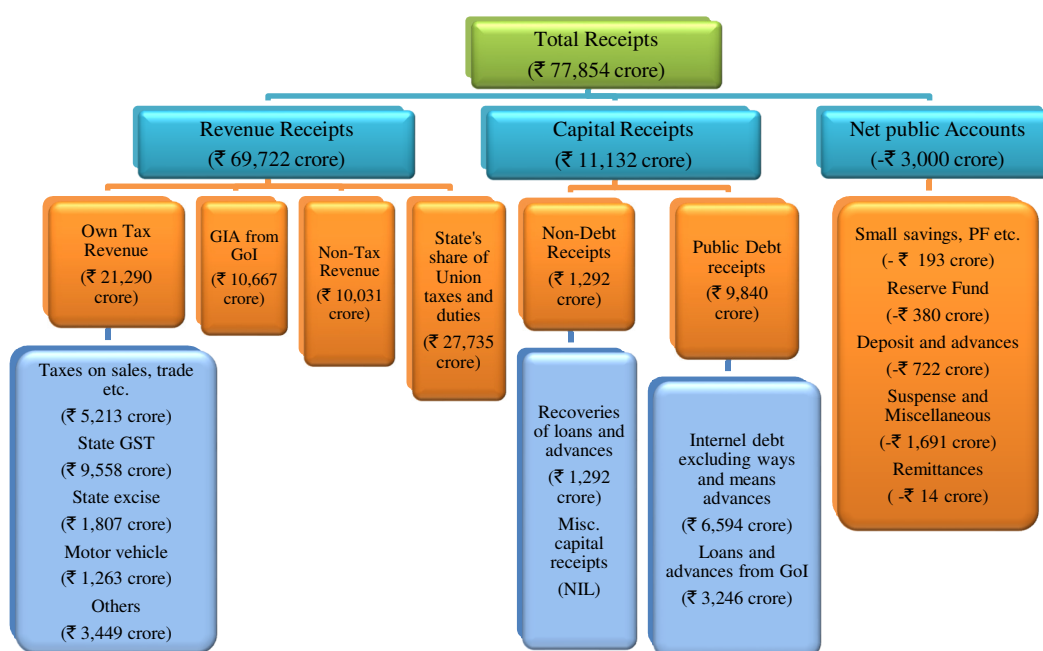 Total Receipts
(₹ 77,854 crore)
Revenue Receipts
(₹ 69,722 crore)
Capital Receipts
(₹ 11,132 crore)
Net public Accounts
(-₹ 3,000 crore)
Own Tax
Revenue
(₹ 21,290
crore)
GIA from
GoI
(₹ 10,667
crore)
Non-Tax
Revenue
(₹ 10,031
crore)
State's
share of
Union
taxes and
duties
(₹ 27,735
crore)
Non-Debt
Receipts
(₹ 1,292
crore)
Public Debt
receipts
(₹ 9,840
crore)
Small savings, PF etc.
(- ₹ 193 crore)
Reserve Fund
(-₹ 380 crore)
Deposit and advances
(-₹ 722 crore)
Suspense and
Miscellaneous
(-₹ 1,691 crore)
Remittances
( -₹ 14 crore)
Taxes on sales, trade
etc.
(₹ 5,213 crore)
State GST
(₹ 9,558 crore)
State excise
(₹ 1,807 crore)
Motor vehicle
(₹ 1,263 crore)
Others
(₹ 3,449 crore)
Recoveries
of loans and
advances
(₹ 1,292
crore)
Misc.
capital
receipts
(NIL)
Internel debt
excluding ways
and means
advances
(₹ 6,594 crore)
Loans and
advances from GoI
(₹ 3,246 crore)